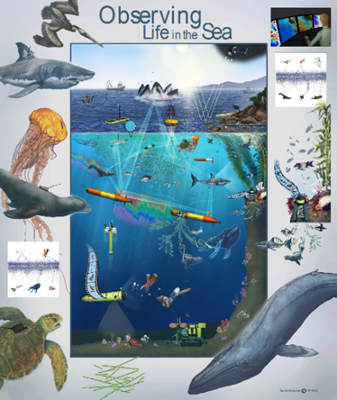 Observing
Life in the Sea